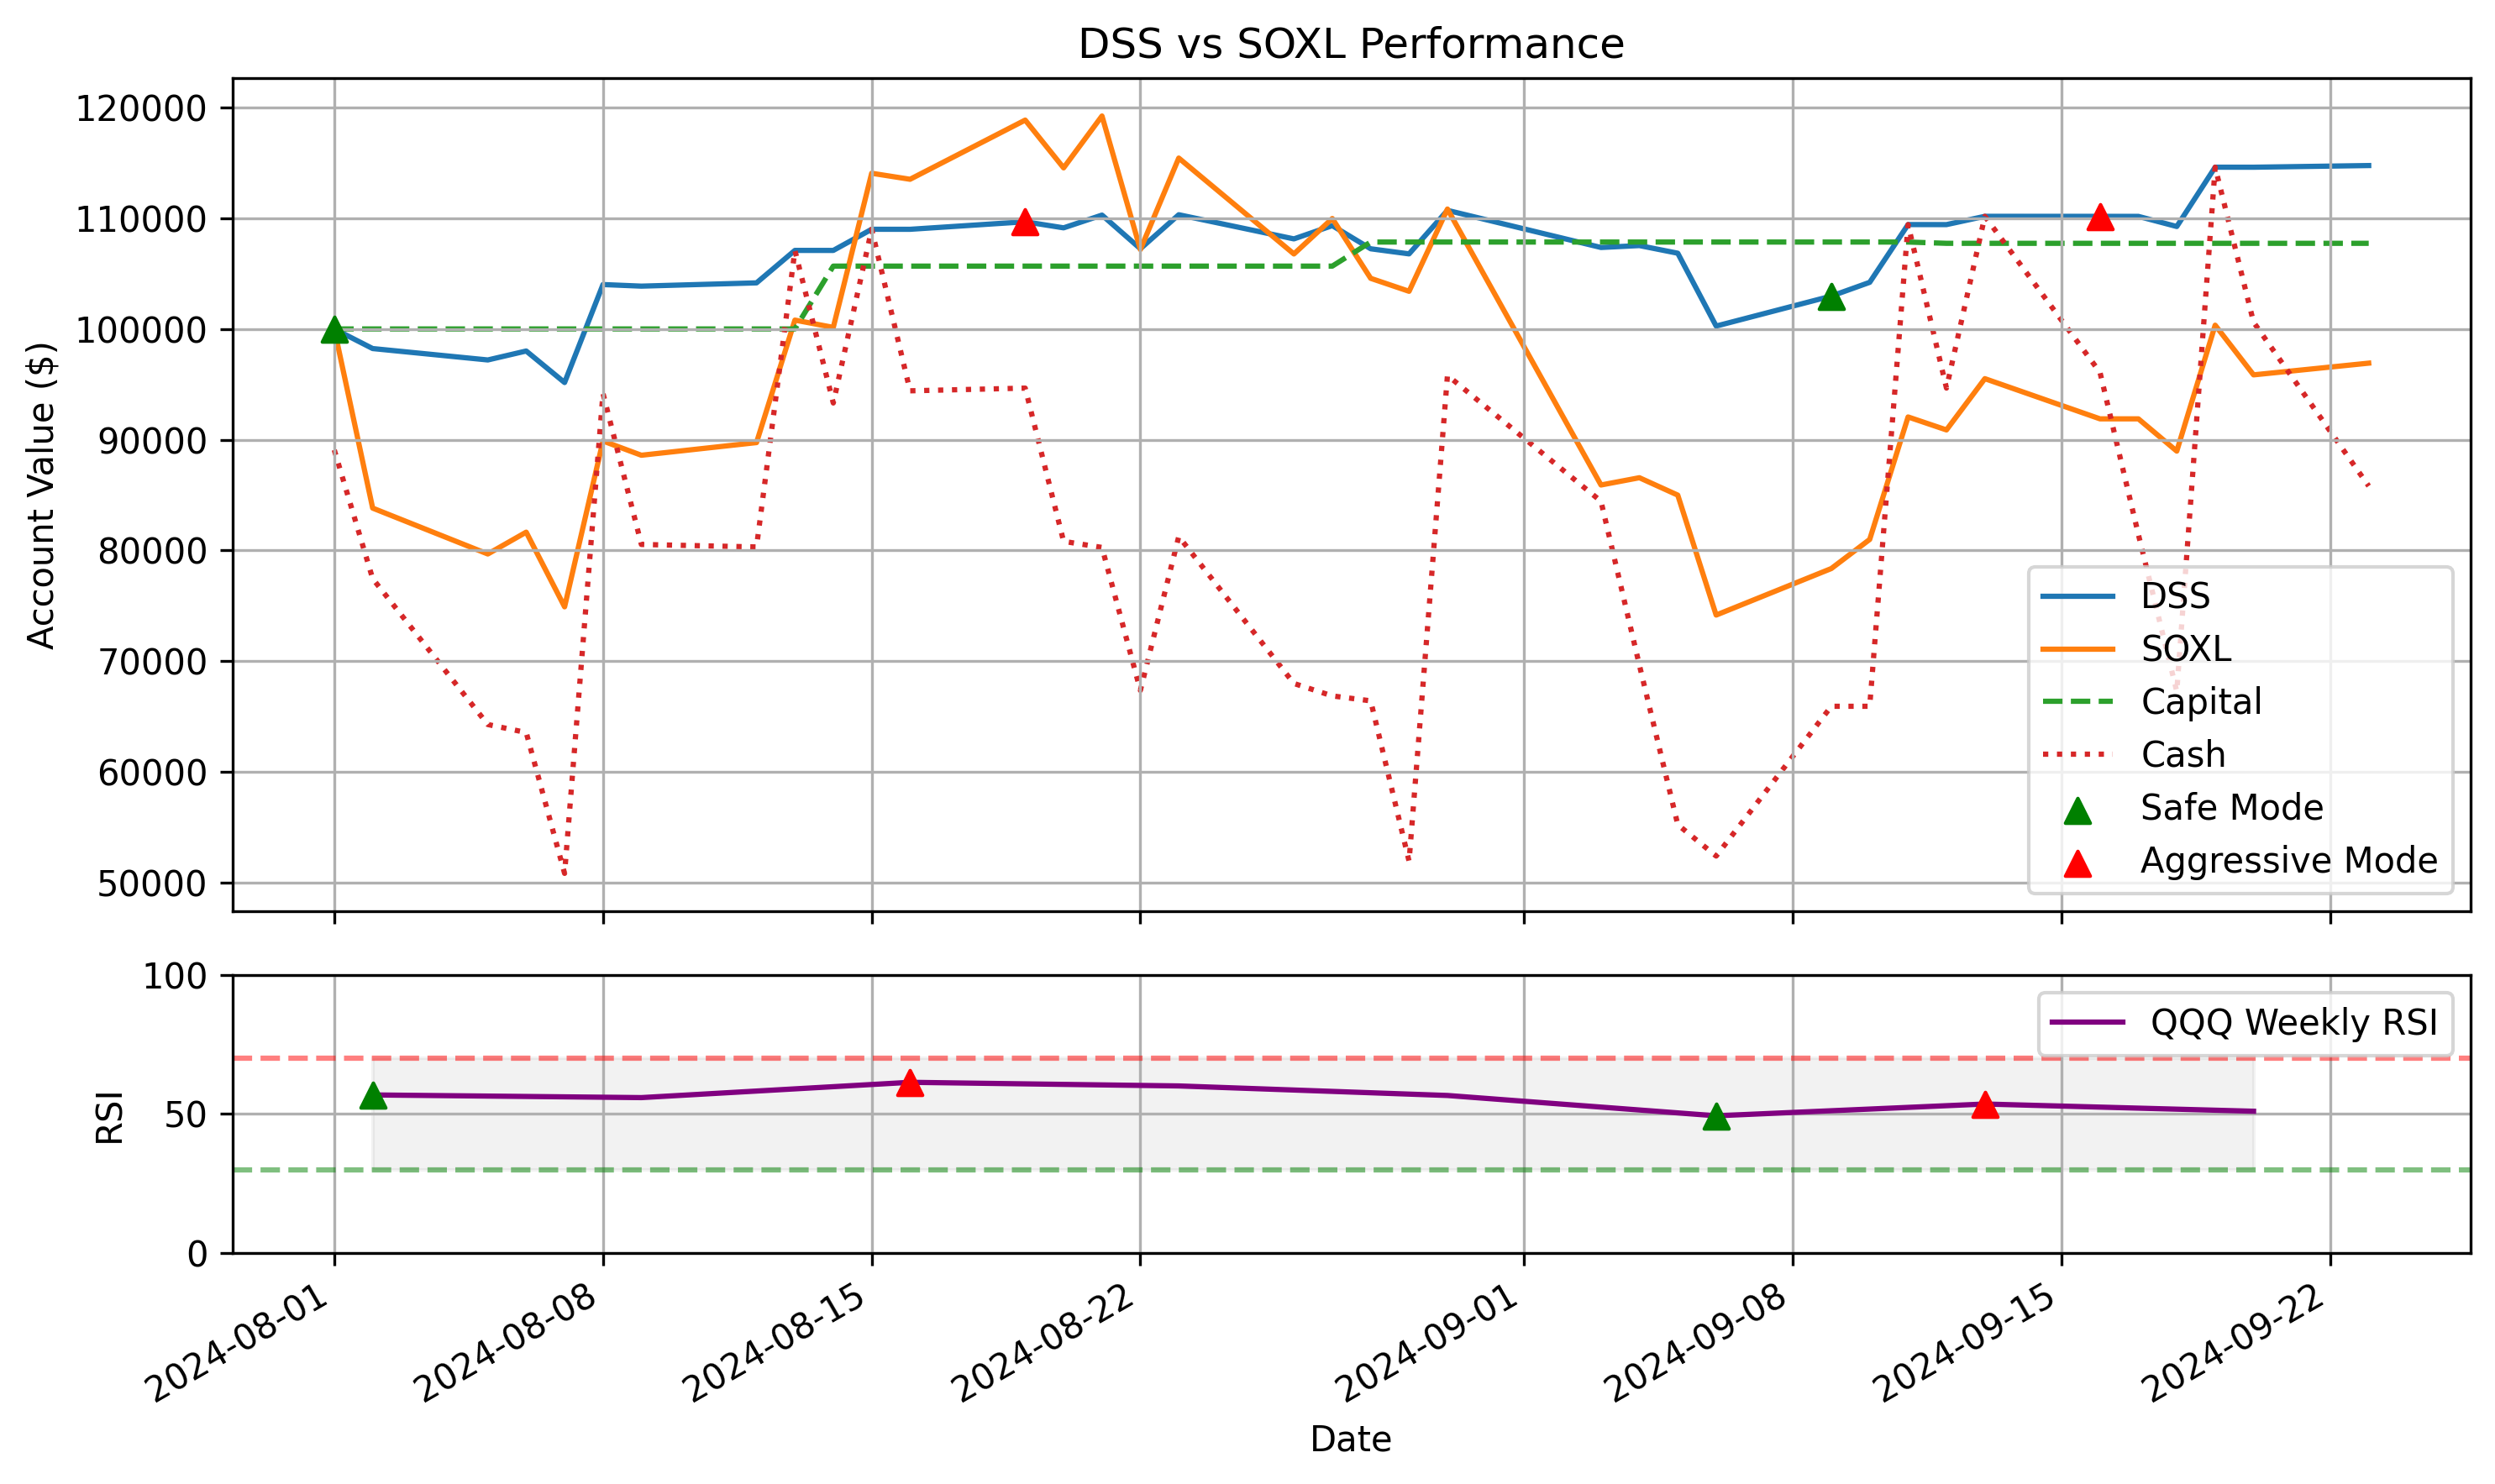 DSS vs SOXL Performance
Account Value ($)
120000
110000
100000
90000
80000
70000
60000
50000
DSS
SOXL
Capital
Cash
Safe Mode
Aggressive Mode
RSI
100
50
0
QQQ Weekly RSI
2024-08-01
2024-08-08
2024-08-15
2024-08-22
2024-09-01
2024-09-08
2024-09-15
2024-09-22
Date